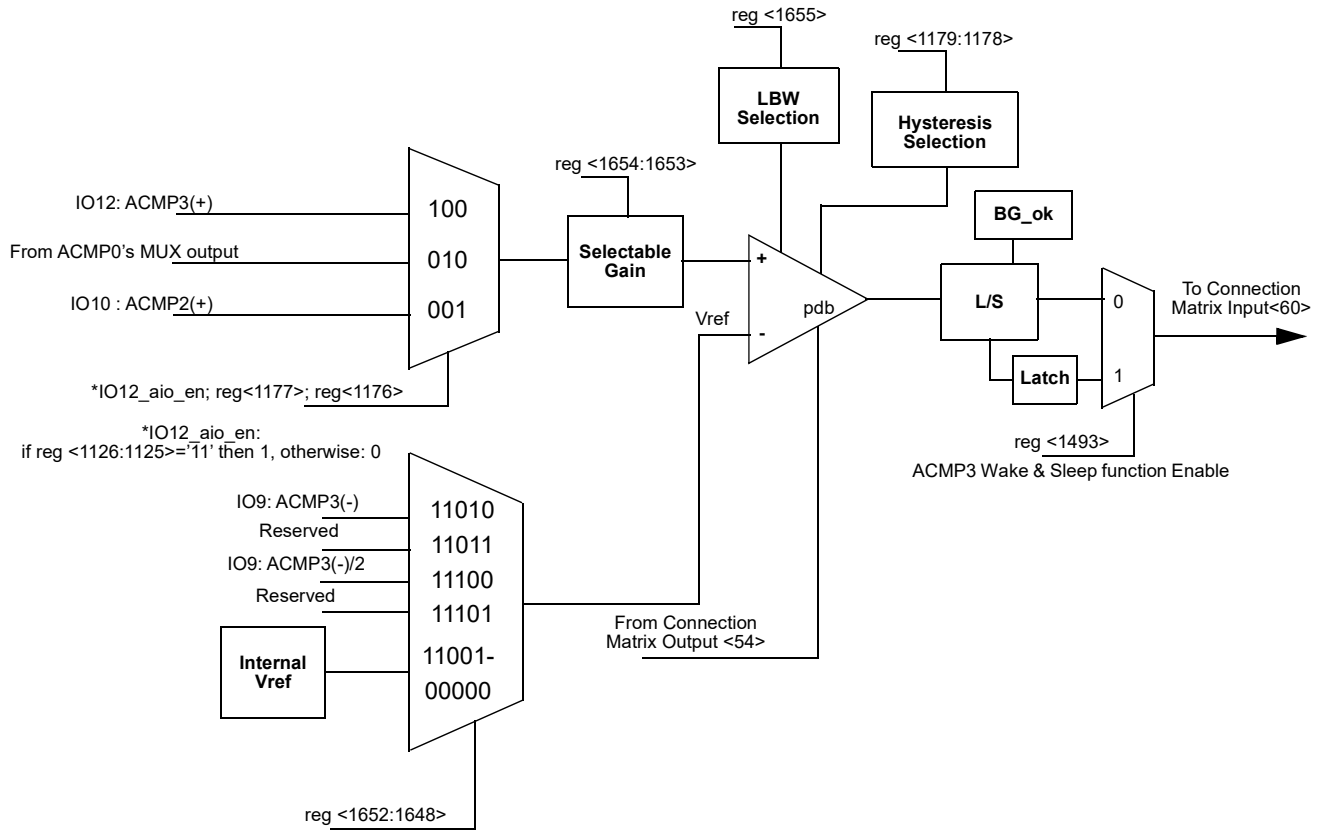 reg <1655>
reg <1179:1178>
LBW
Selection
Hysteresis
Selection
reg <1654:1653>
IO12: ACMP3(+)
100
From ACMP0's MUX output
010
IO10 : ACMP2(+)
001
Selectable
Gain
+
Vref
-
pdb
BG_ok
L/S
Latch
0
1
To Connection
Matrix Input<60>
*IO12_aio_en; reg<1177>; reg<1176>
*IO12_aio_en:
if reg <1126:1125>='11' then 1, otherwise: 0
reg <1493>
ACMP3 Wake & Sleep function Enable
IO9: ACMP3(-)
11010
Reserved
11011
IO9: ACMP3(-)/2
11100
Reserved
11101
Internal
Vref
11001-
00000
From Connection
Matrix Output <54>
reg <1652:1648>